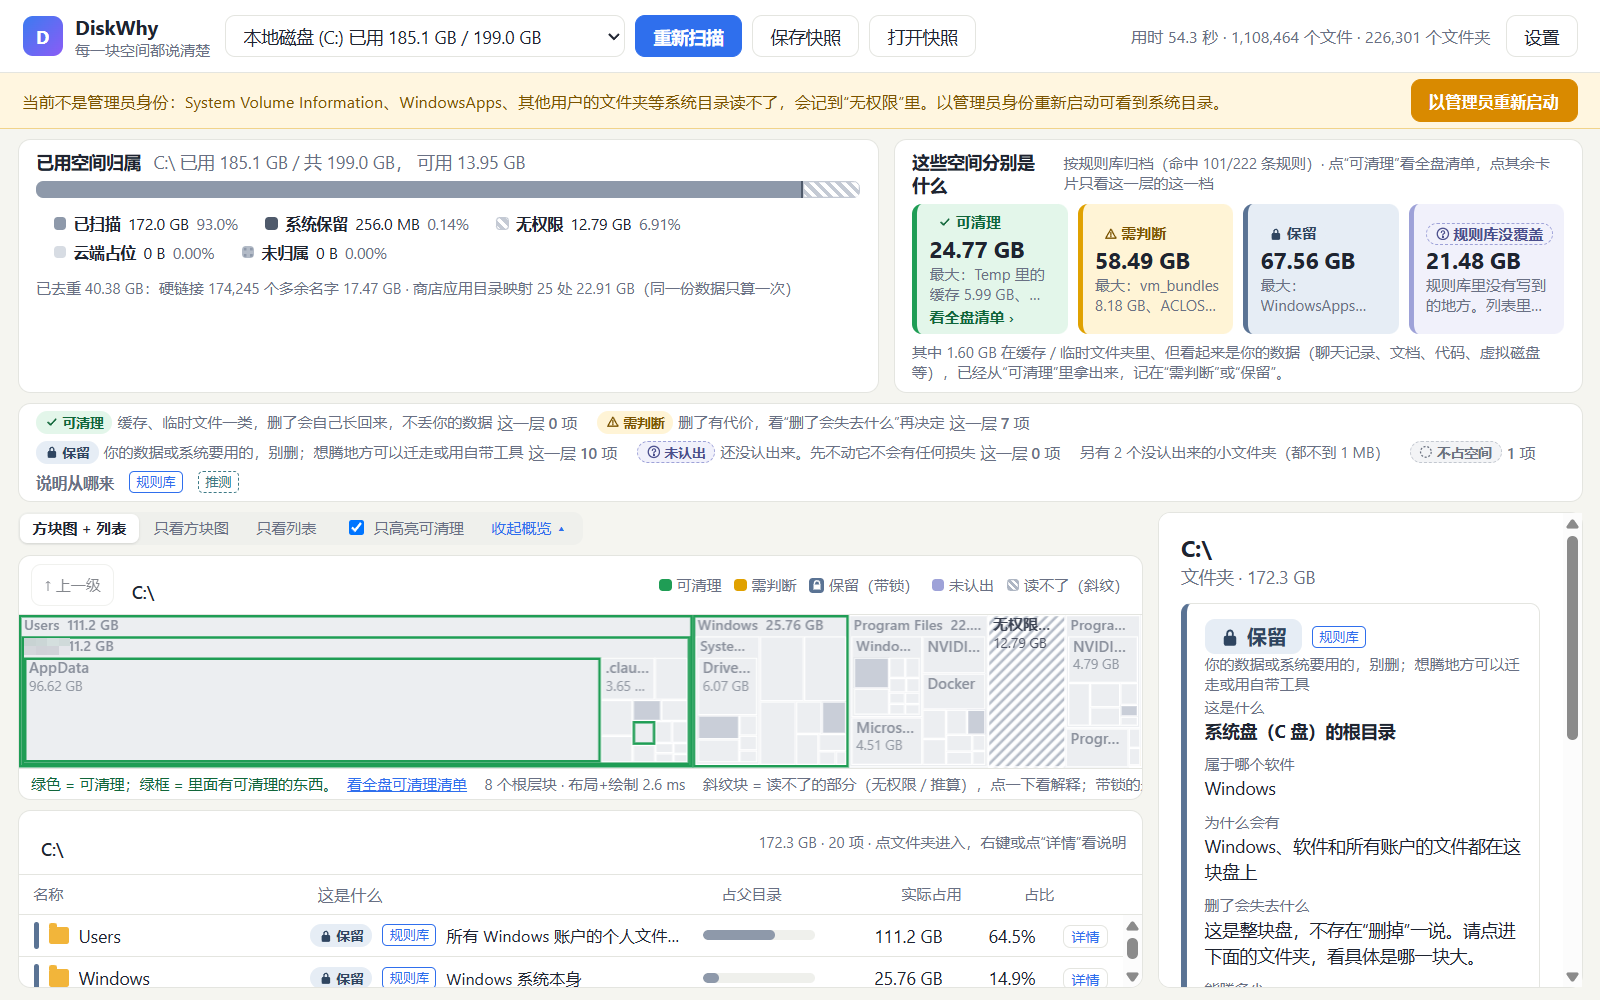 D
DiskWhy
每一块空间都说清楚
本地磁盘 (C:) 已用 185.1 GB / 199.0 GB
重新扫描
保存快照
打开快照
用时 54.3 秒 · 1,108,464 个文件 · 226,301 个文件夹
设置
当前不是管理员身份：System Volume Information、WindowsApps、其他用户的文件夹等系统目录读不了，会记到“无权限”里。以管理员身份重新启动可看到系统目录。
以管理员重新启动
已用空间归属 C:\ 已用 185.1 GB / 共 199.0 GB， 可用 13.95 GB
已扫描 172.0 GB 93.0%
系统保留 256.0 MB 0.14%
无权限 12.79 GB 6.91%
云端占位 0 B 0.00%
未归属 0 B 0.00%
已去重 40.38 GB：硬链接 174,245 个多余名字 17.47 GB · 商店应用目录映射 25 处 22.91 GB（同一份数据只算一次）
这些空间分别是什么
按规则库归档（命中 101/222 条规则）· 点“可清理”看全盘清单，点其余卡片只看这一层的这一档
可清理
24.77 GB
最大：Temp 里的
缓存 5.99 GB、...
看全盘清单 ›
需判断
58.49 GB
最大：vm_bundles
8.18 GB、ACLOS...
保留
67.56 GB
最大：
WindowsApps...
规则库没覆盖
21.48 GB
规则库里没有写到
的地方。列表里...
其中 1.60 GB 在缓存 / 临时文件夹里、但看起来是你的数据（聊天记录、文档、代码、虚拟磁盘
等），已经从“可清理”里拿出来，记在“需判断”或“保留”。
可清理 缓存、临时文件一类，删了会自己长回来，不丢你的数据 这一层 0 项
需判断 删了有代价，看“删了会失去什么”再决定 这一层 7 项
保留 你的数据或系统要用的，别删；想腾地方可以迁走或用自带工具 这一层 10 项
未认出 还没认出来。先不动它不会有任何损失 这一层 0 项
另有 2 个没认出来的小文件夹（都不到 1 MB）
不占空间 1 项
说明从哪来 规则库 推测
方块图 + 列表
只看方块图
只看列表
只高亮可清理
收起概览
↑ 上一级
C:\
可清理 需判断 保留（带锁） 未认出 读不了（斜纹）
Users 111.2 GB
11.2 GB
AppData
96.62 GB
.clau...
3.65 ...
Windows 25.76 GB
Syste...
Drive...
6.07 GB
Program Files 22....
Windo...
NVIDI...
Docker
Micros...
4.51 GB
无权限...
12.79 GB
Progra...
NVIDI...
4.79 GB
Progr...
绿色 = 可清理；绿框 = 里面有可清理的东西。 看全盘可清理清单 8 个根层块 · 布局+绘制 2.6 ms 斜纹块 = 读不了的部分（无权限 / 推算），点一下看解释；带锁的
C:\
172.3 GB · 20 项 · 点文件夹进入，右键或点“详情”看说明
名称 这是什么 占父目录 实际占用 占比
Users 保留 规则库 所有 Windows 账户的个人文件... 111.2 GB 64.5% 详情
Windows 保留 规则库 Windows 系统本身 25.76 GB 14.9% 详情
C:\
文件夹 · 172.3 GB
保留 规则库
你的数据或系统要用的，别删；想腾地方可以迁
走或用自带工具
这是什么
系统盘（C 盘）的根目录
属于哪个软件
Windows
为什么会有
Windows、软件和所有账户的文件都在这
块盘上
删了会失去什么
这是整块盘，不存在“删掉”一说。请点进
下面的文件夹，看具体是哪一块大。